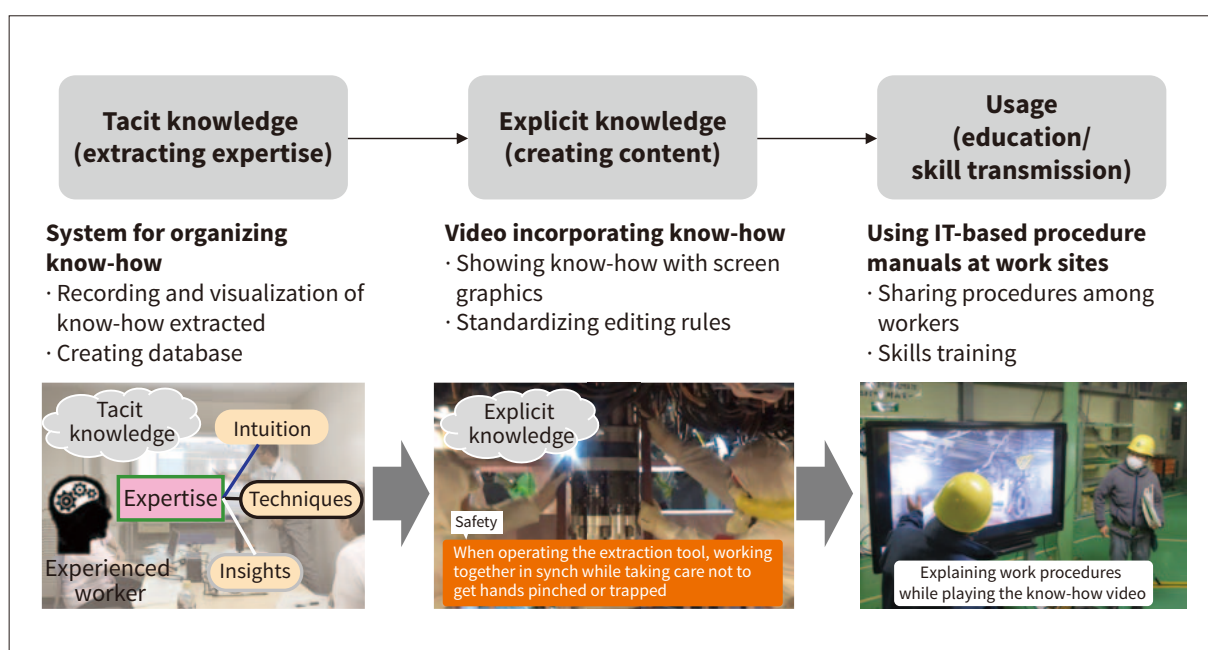 Tacit knowledge
(extracting expertise)
Explicit knowledge
(creating content)
Usage
(education/
skill transmission)
System for organizing
know-how
· Recording and visualization of
know-how extracted
· Creating database
Video incorporating know-how
· Showing know-how with screen
graphics
· Standardizing editing rules
Using IT-based procedure
manuals at work sites
· Sharing procedures among
workers
· Skills training
Tacit
knowledge
Intuition
Expertise
Techniques
Insights
Experienced
worker
Explicit
knowledge
Safety
When operating the extraction tool, working
together in synch while taking care not to
get hands pinched or trapped
Explaining work procedures
while playing the know-how video